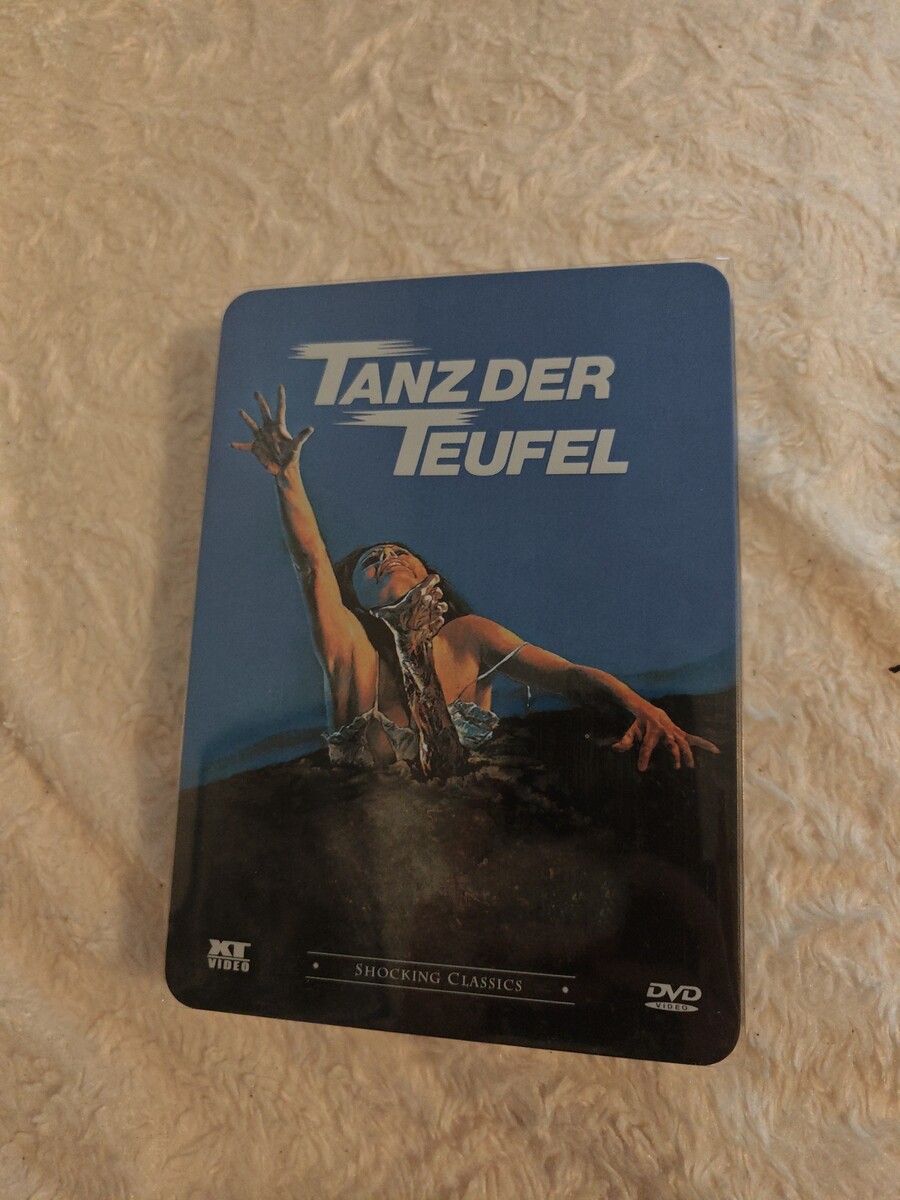 TANZ DER
TEUFEL
XT
VIDEO
SHOCKING CLASSICS
DVD
VIDEO